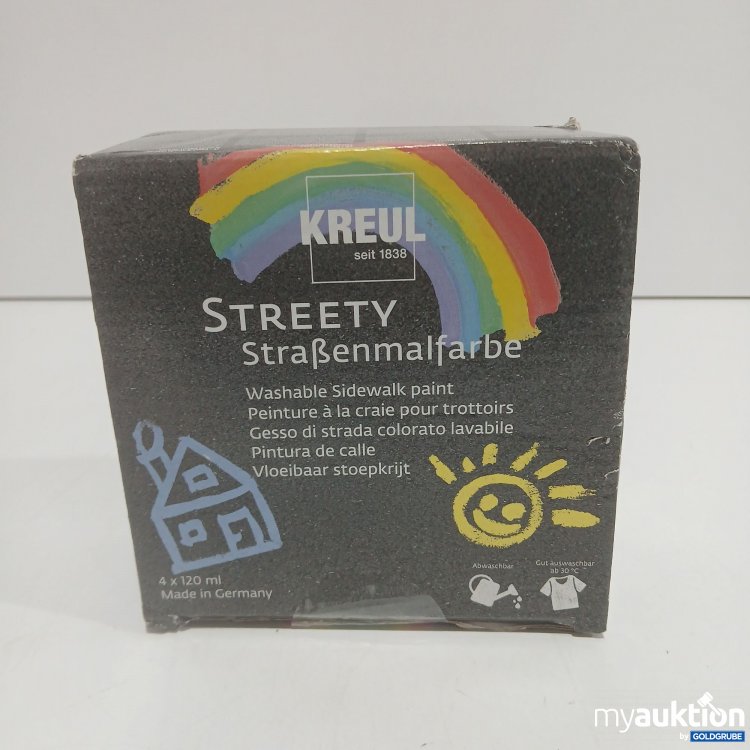 KREUL
seit 1838
STREETY
Straßenmalfarbe
Washable Sidewalk paint
Peinture à la craie pour trottoirs
Gesso di strada colorato lavabile
Pintura de calle
Vloeibaar stoepkrijt
Abwaschbar
Gut auswaschbar
ab 30 °C
4 x 120 ml
Made in Germany
myauktion
by GOLDGRUBE